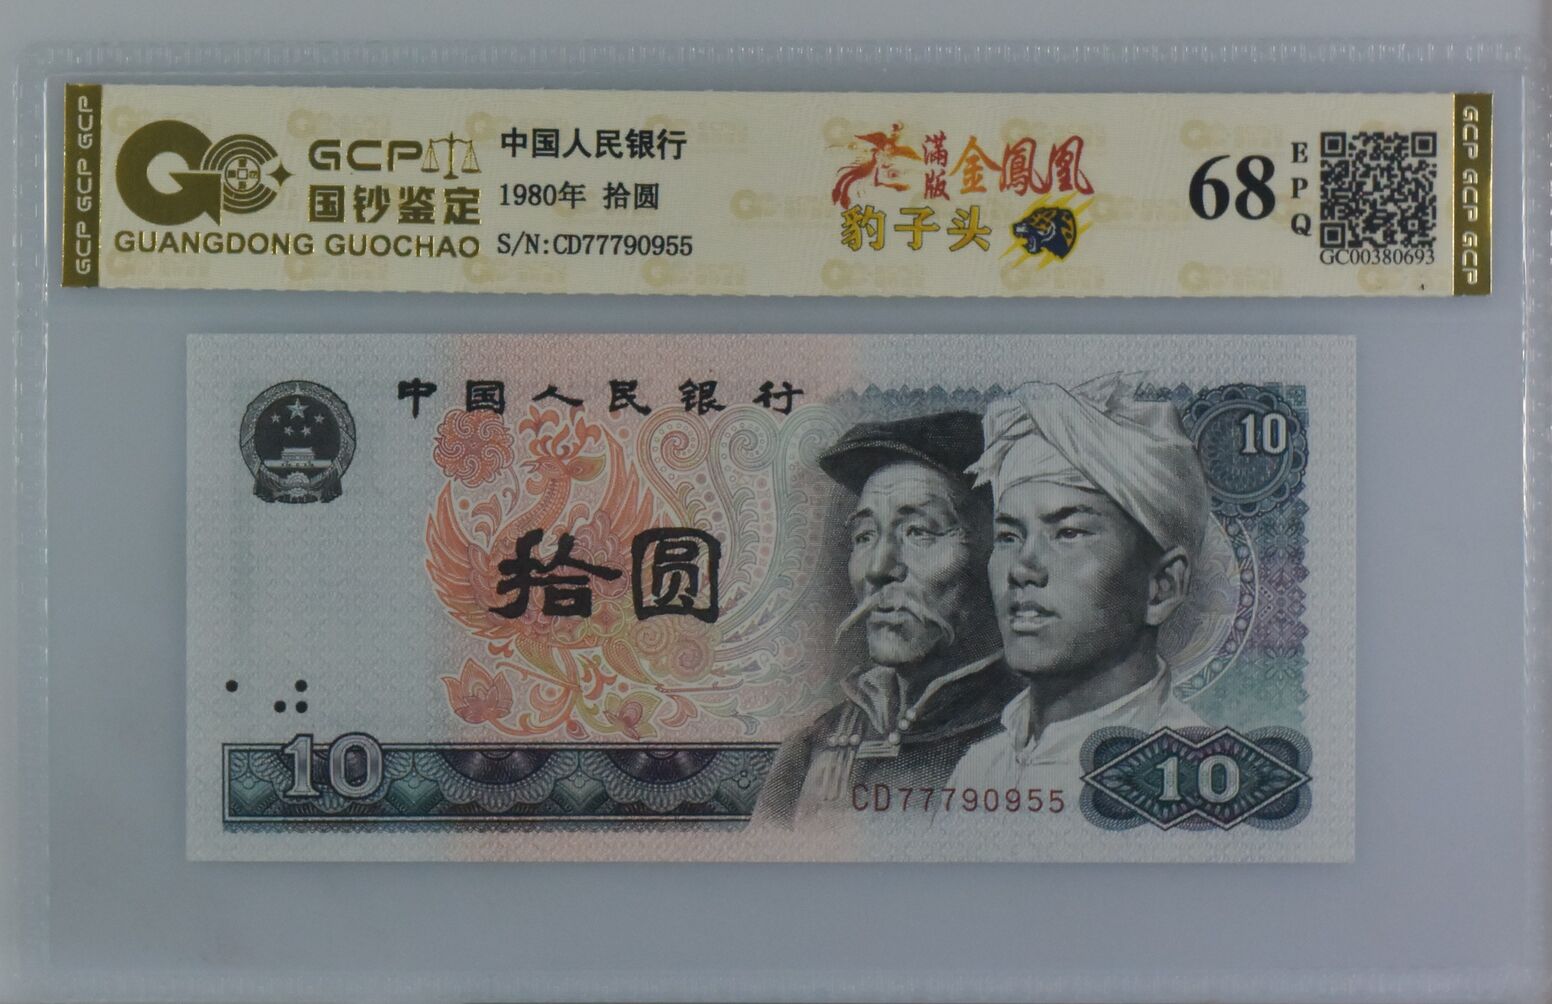 GCP GCP GCP
GCP
国钞鉴定
GUANGDONG GUOCHAO
中国人民银行
1980年 拾圆
S/N:CD77790955
满版 金鳳凰
豹子头
68
EPQ
GC00380693
GCP GCP GCP
中国人民银行
10
拾圆
10
CD77790955
10